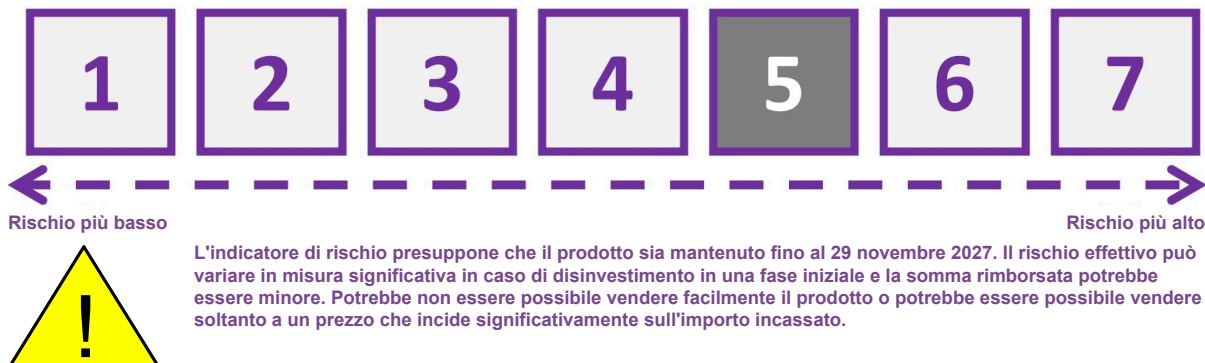 1 2 3 4 5 6 7
Rischio più basso Rischio più alto
L'indicatore di rischio presuppone che il prodotto sia mantenuto fino al 29 novembre 2027. Il rischio effettivo può
variare in misura significativa in caso di disinvestimento in una fase iniziale e la somma rimborsata potrebbe
essere minore. Potrebbe non essere possibile vendere facilmente il prodotto o potrebbe essere possibile vendere
soltanto a un prezzo che incide significativamente sull'importo incassato.
!